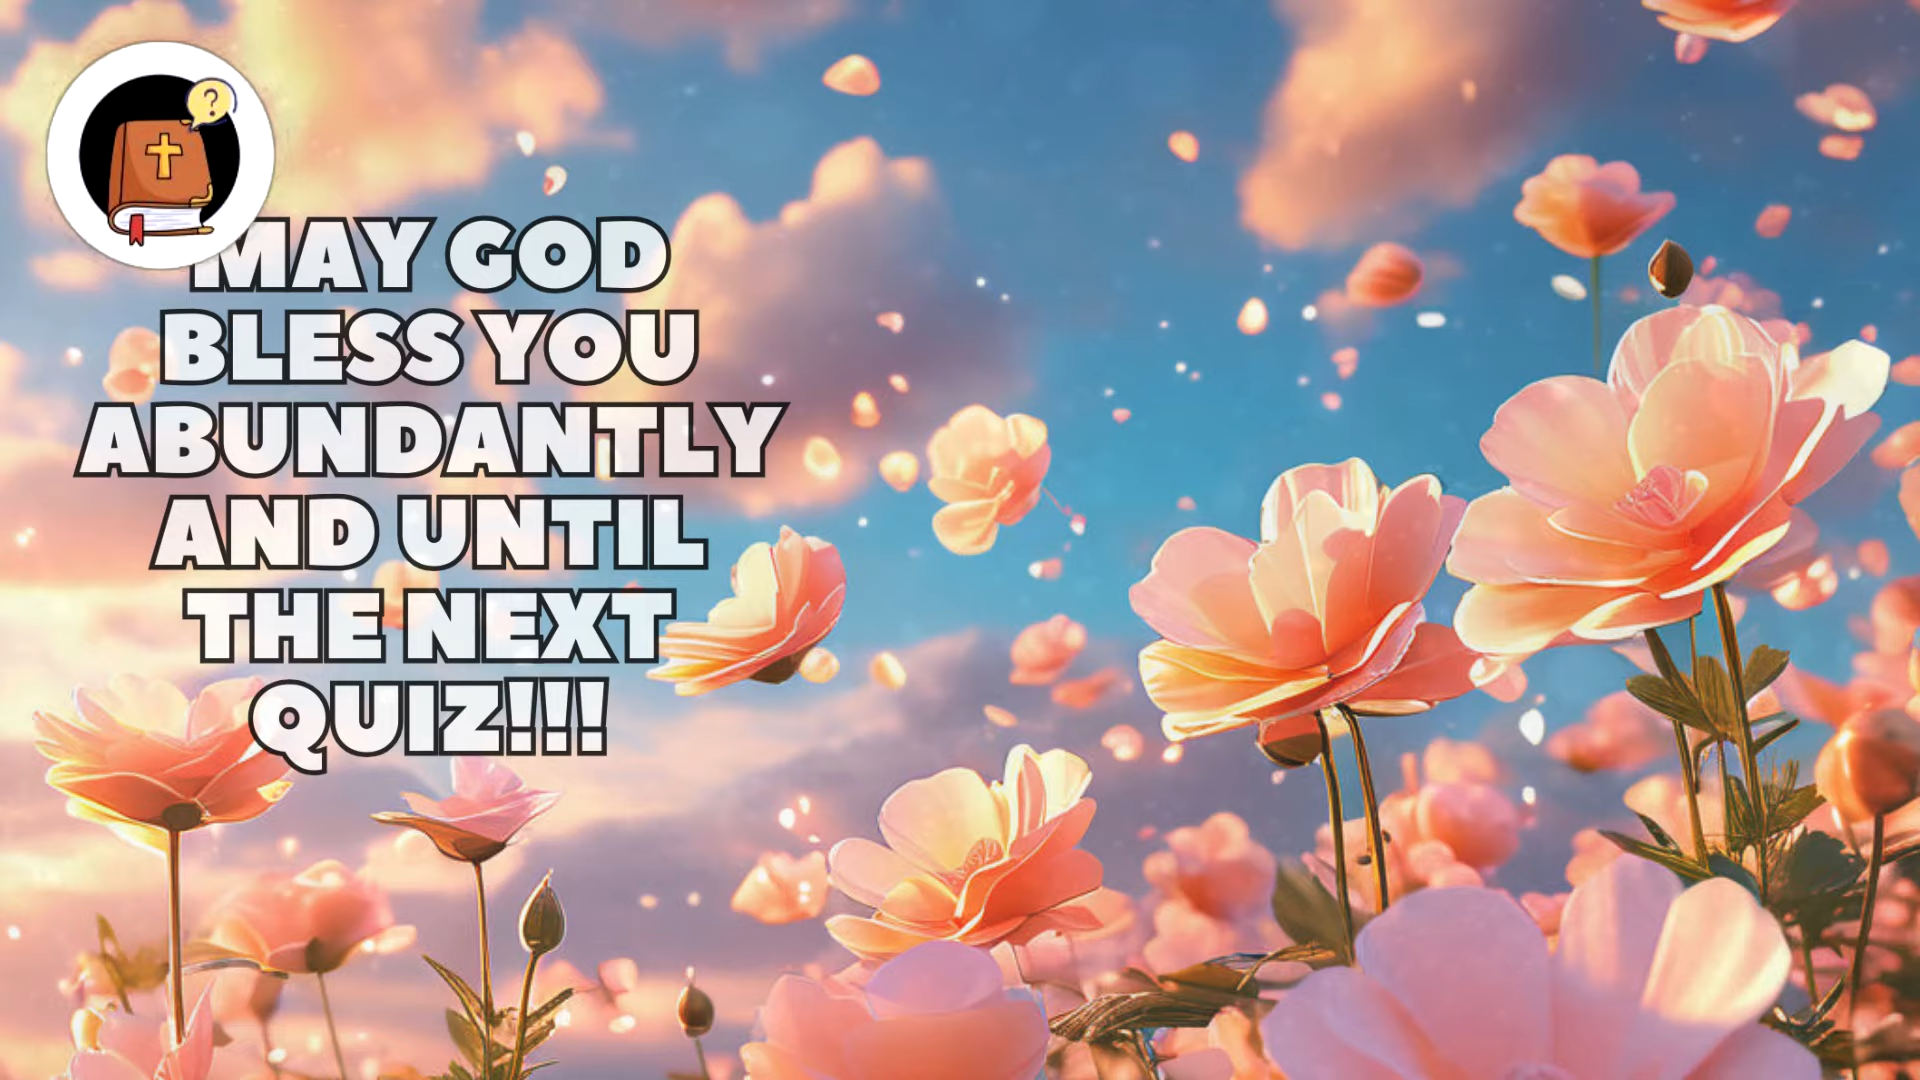 ?
MAY GOD
BLESS YOU
ABUNDANTLY
AND UNTIL
THE NEXT
QUIZ!!!